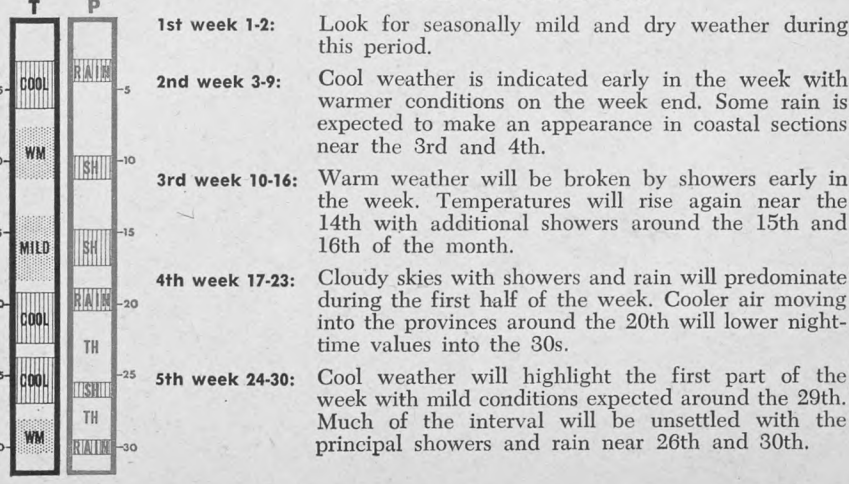 T P
COOL
WM
MILD
COOL
COOL
WM
RAIN
SH
SH
RAIN
TH
SH
TH
RAIN
-5
-10
-15
-20
-25
-30
1st week 1-2: Look for seasonally mild and dry weather during
this period.
2nd week 3-9: Cool weather is indicated early in the week with
warmer conditions on the week end. Some rain is
expected to make an appearance in coastal sections
near the 3rd and 4th.
3rd week 10-16: Warm weather will be broken by showers early in
the week. Temperatures will rise again near the
14th with additional showers around the 15th and
16th of the month.
4th week 17-23: Cloudy skies with showers and rain will predominate
during the first half of the week. Cooler air moving
into the provinces around the 20th will lower night-
time values into the 30s.
5th week 24-30: Cool weather will highlight the first part of the
week with mild conditions expected around the 29th.
Much of the interval will be unsettled with the
principal showers and rain near 26th and 30th.